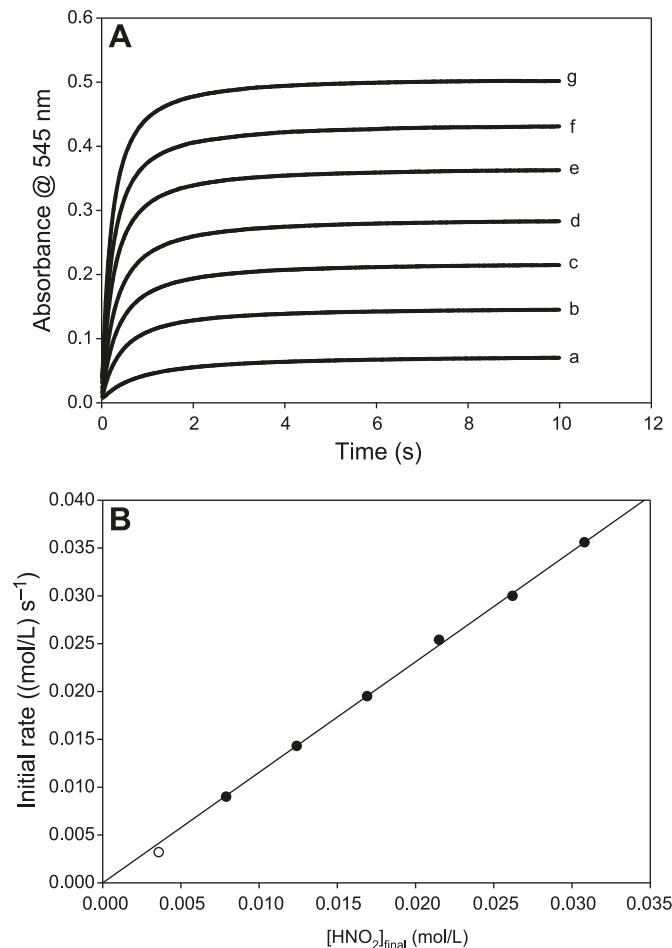 A
0.6
0.5
0.4
0.3
0.2
0.1
0.0
Absorbance @ 545 nm
g
f
e
d
c
b
a
0 2 4 6 8 10 12
Time (s)
B
0.040
0.035
0.030
0.025
0.020
0.015
0.010
0.005
0.000
Initial rate ((mol/L) s⁻¹)
0.000 0.005 0.010 0.015 0.020 0.025 0.030 0.035
[HNO₂]final (mol/L)